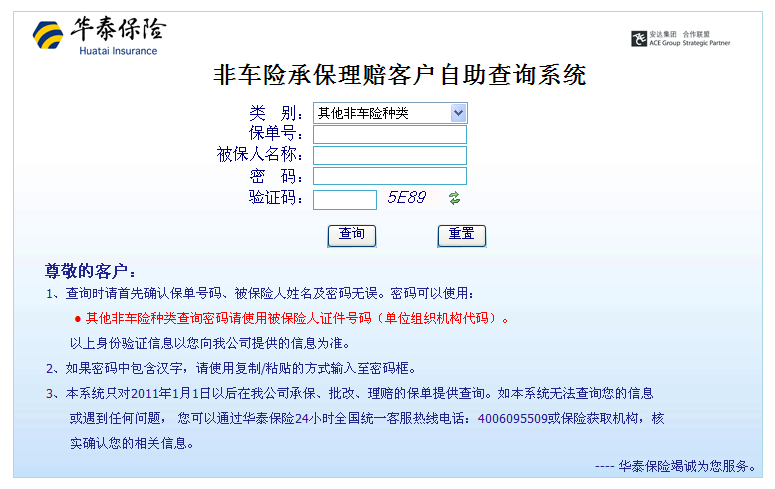 华泰保险
Huatai Insurance
安达集团 合作联盟
ACE Group Strategic Partner
非车险承保理赔客户自助查询系统
类 别: 其他非车险种类
保单号:
被保人名称:
密 码:
验证码: 5E89
查询 重置
尊敬的客户:
1、查询时请首先确认保单号码、被保险人姓名及密码无误。密码可以使用:
● 其他非车险种类查询密码请使用被保险人证件号码（单位组织机构代码）。
以上身份验证信息以您向我公司提供的信息为准。
2、如果密码中包含汉字，请使用复制/粘贴的方式输入至密码框。
3、本系统只对2011年1月1日以后在我公司承保、批改、理赔的保单提供查询。如本系统无法查询您的信息
或遇到任何问题， 您可以通过华泰保险24小时全国统一客服热线电话：4006095509或保险获取机构，核
实确认您的相关信息。
---- 华泰保险竭诚为您服务。